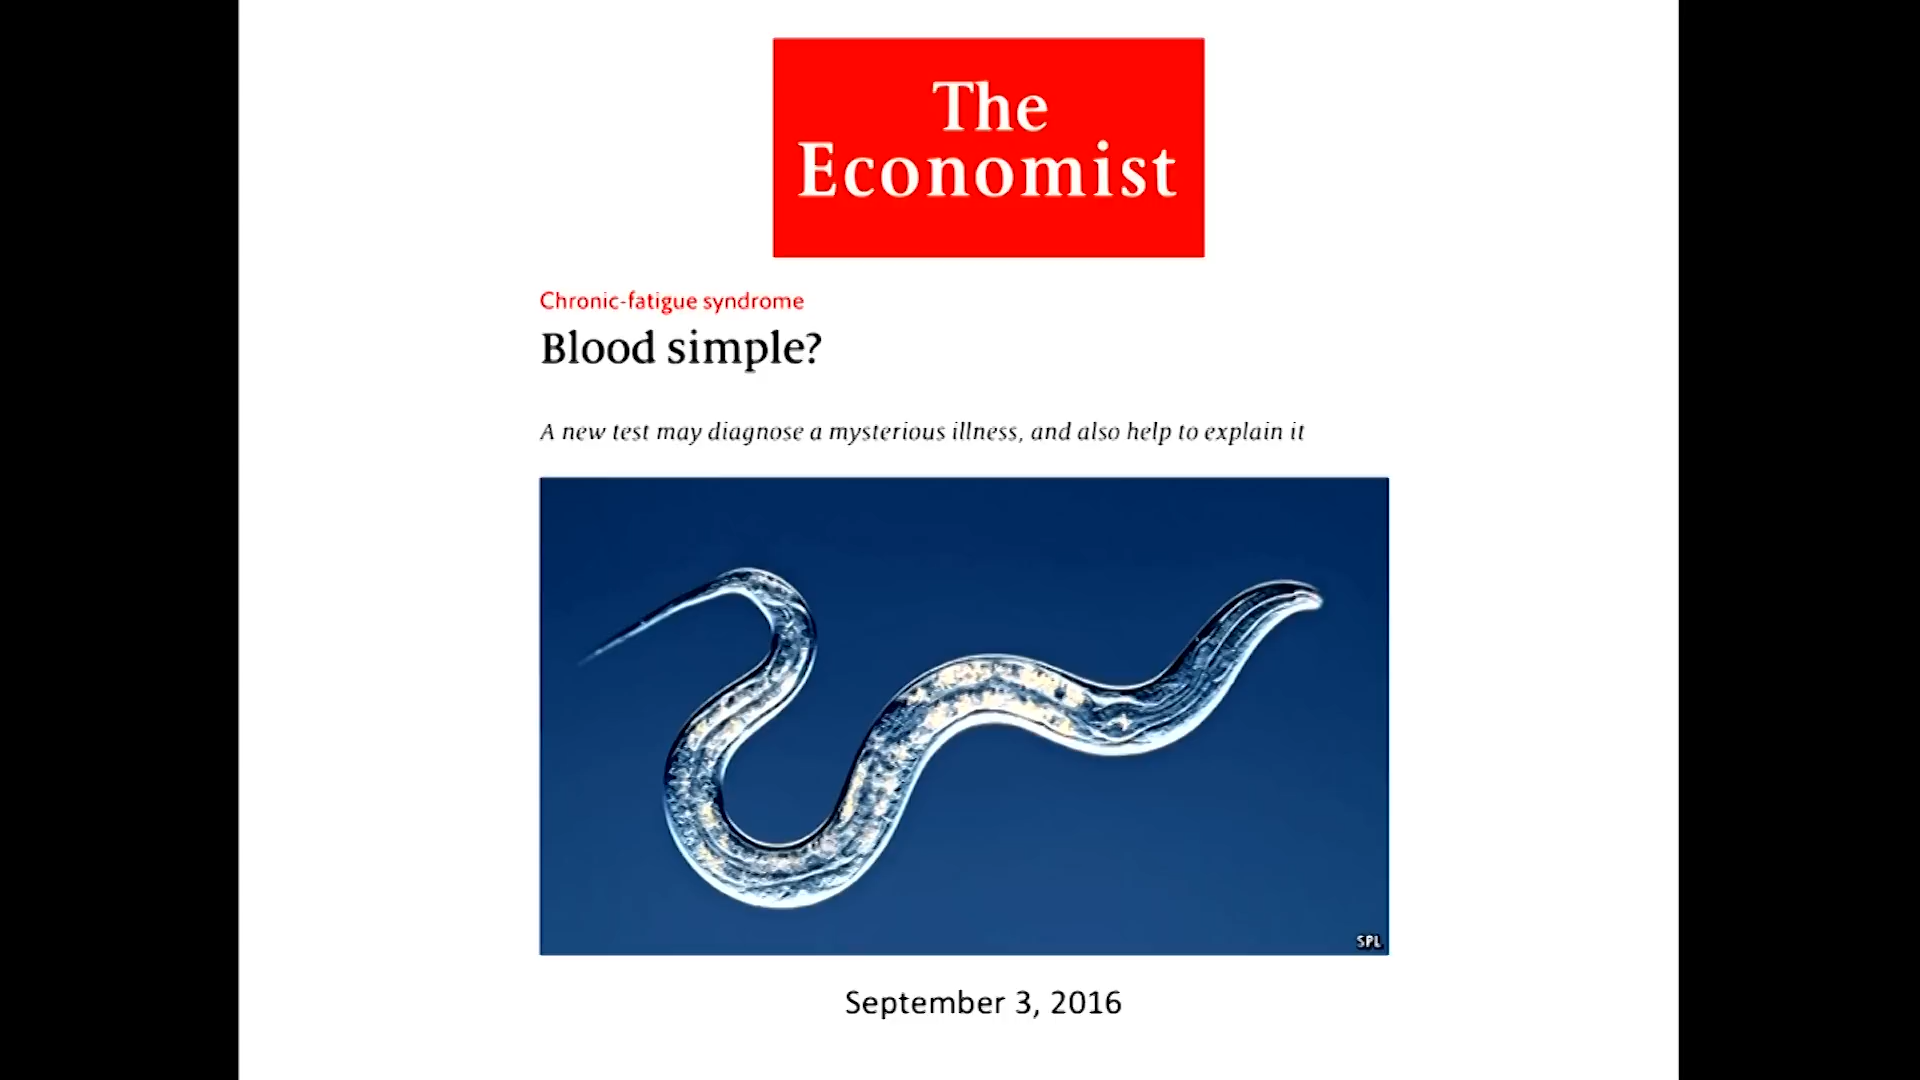 The
Economist
Chronic-fatigue syndrome
Blood simple?
A new test may diagnose a mysterious illness, and also help to explain it
SPL
September 3, 2016